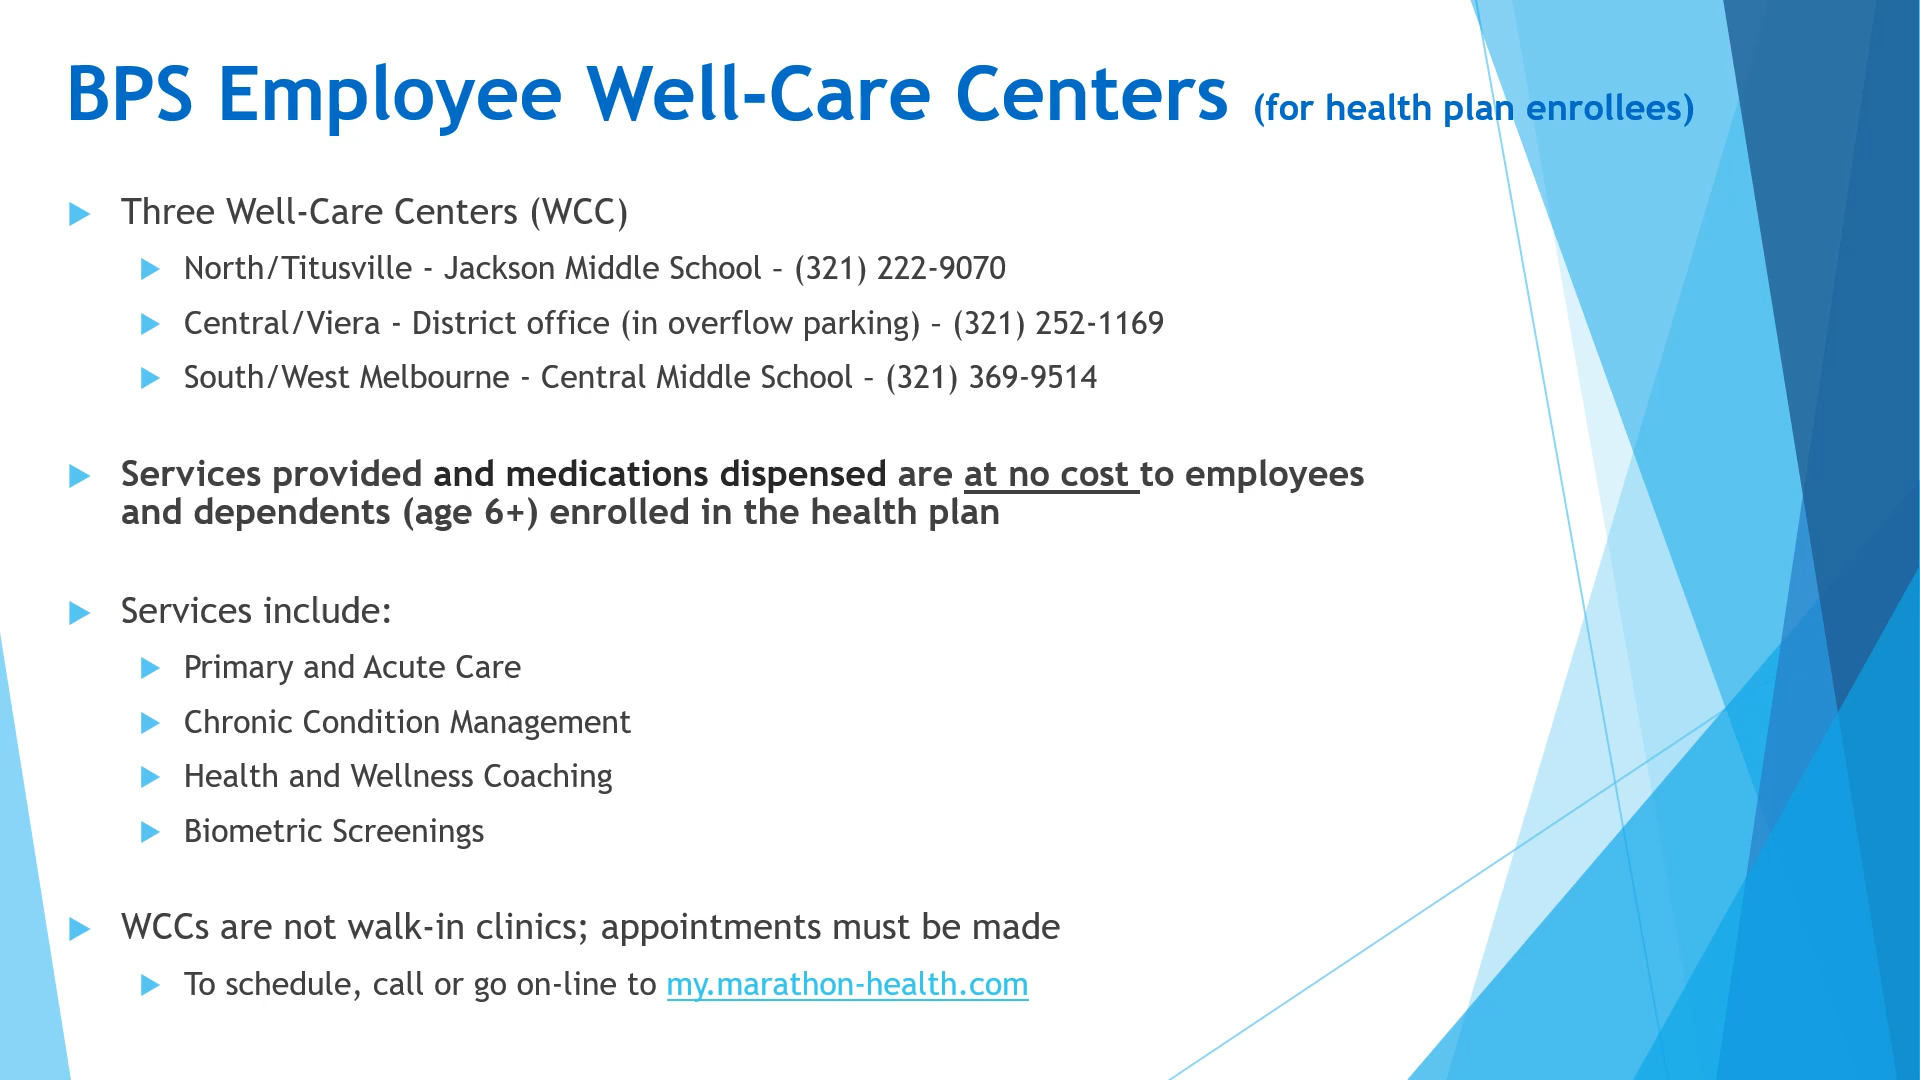 BPS Employee Well-Care Centers (for health plan enrollees)
Three Well-Care Centers (WCC)
North/Titusville - Jackson Middle School – (321) 222-9070
Central/Viera - District office (in overflow parking) – (321) 252-1169
South/West Melbourne - Central Middle School – (321) 369-9514
Services provided and medications dispensed are at no cost to employees
and dependents (age 6+) enrolled in the health plan
Services include:
Primary and Acute Care
Chronic Condition Management
Health and Wellness Coaching
Biometric Screenings
WCCs are not walk-in clinics; appointments must be made
To schedule, call or go on-line to my.marathon-health.com